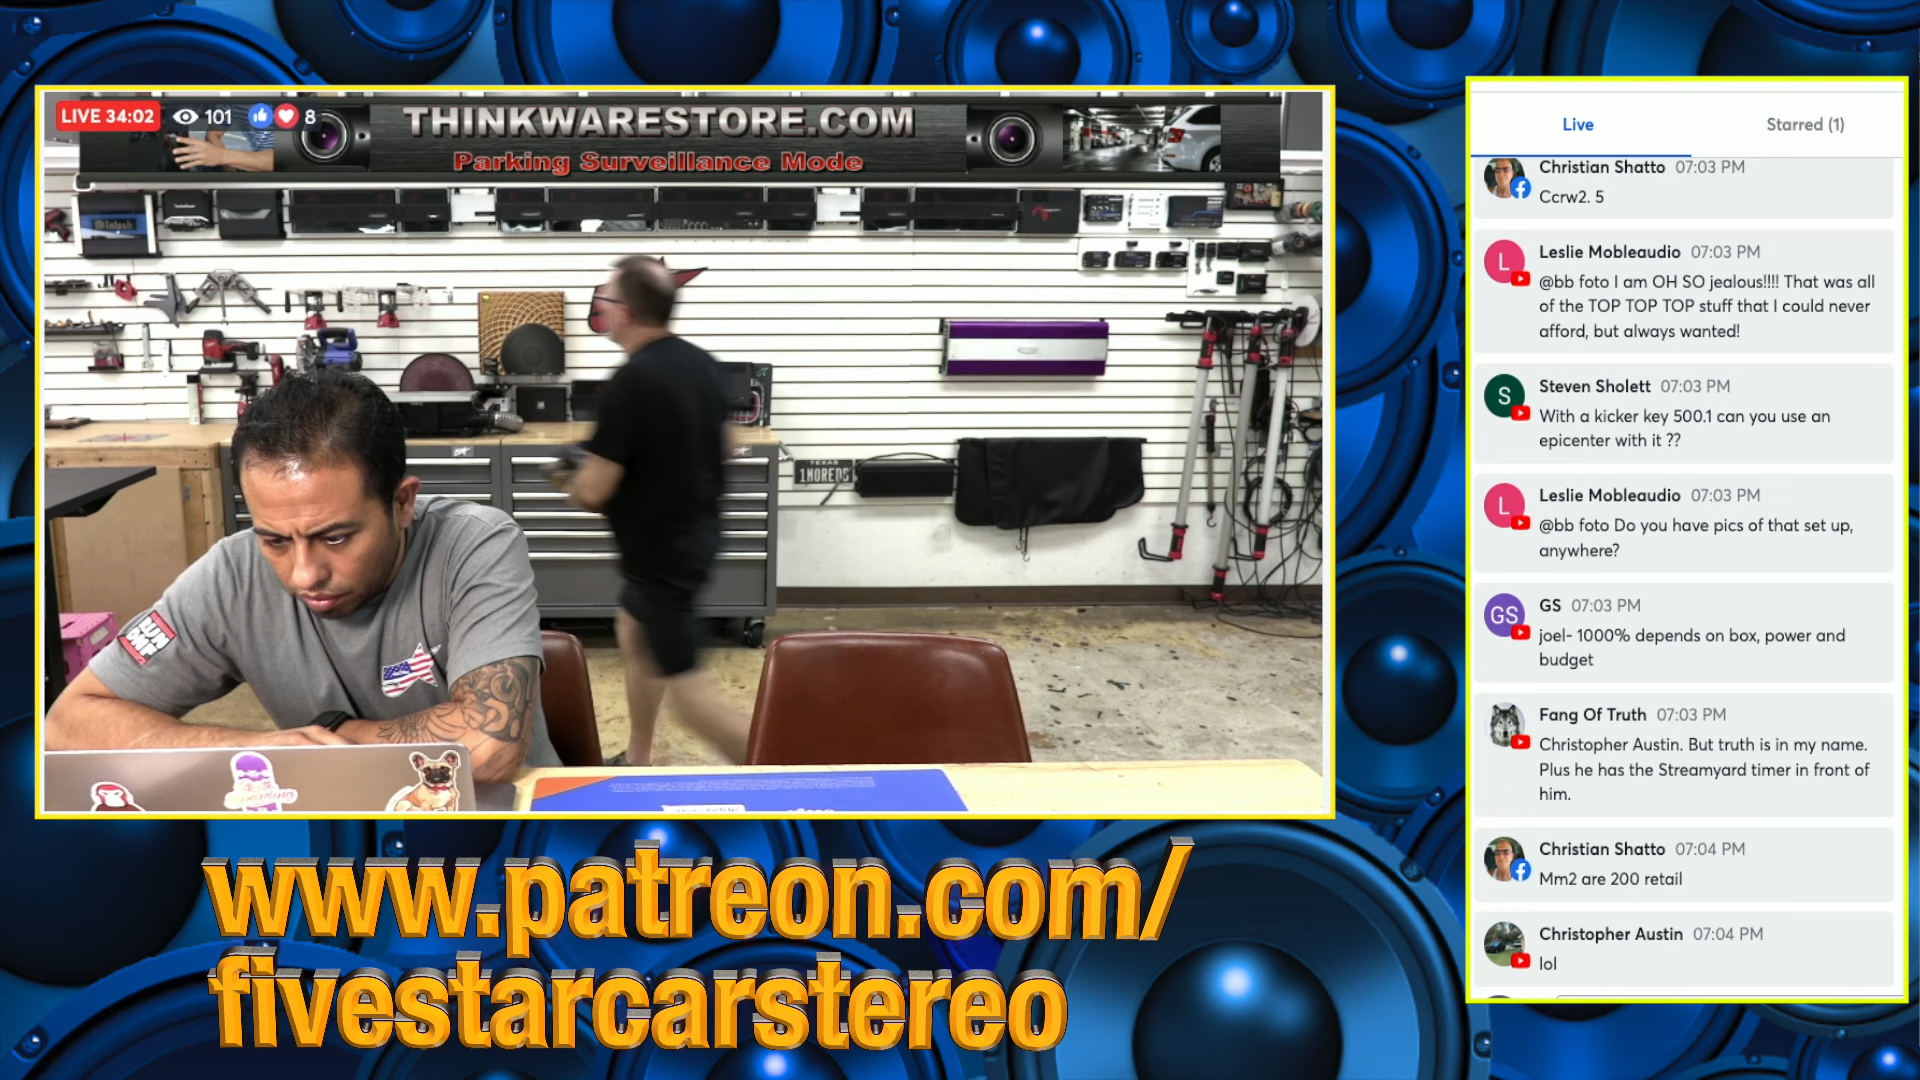 LIVE 34:02
101
8
THINKWARESTORE.COM
Parking Surveillance Mode
McIntosh
TEXAS
www.patreon.com/
fivestarcarstereo
Live
Starred (1)
Christian Shatto 07:03 PM
Ccrw2. 5
Leslie Mobleaudio 07:03 PM
@bb foto I am OH SO jealous!!!! That was all
of the TOP TOP TOP stuff that I could never
afford, but always wanted!
Steven Sholett 07:03 PM
With a kicker key 500.1 can you use an
epicenter with it ??
Leslie Mobleaudio 07:03 PM
@bb foto Do you have pics of that set up,
anywhere?
GS
GS 07:03 PM
joel- 1000% depends on box, power and
budget
Fang Of Truth 07:03 PM
Christopher Austin. But truth is in my name.
Plus he has the Streamyard timer in front of
him.
Christian Shatto 07:04 PM
Mm2 are 200 retail
Christopher Austin 07:04 PM
lol